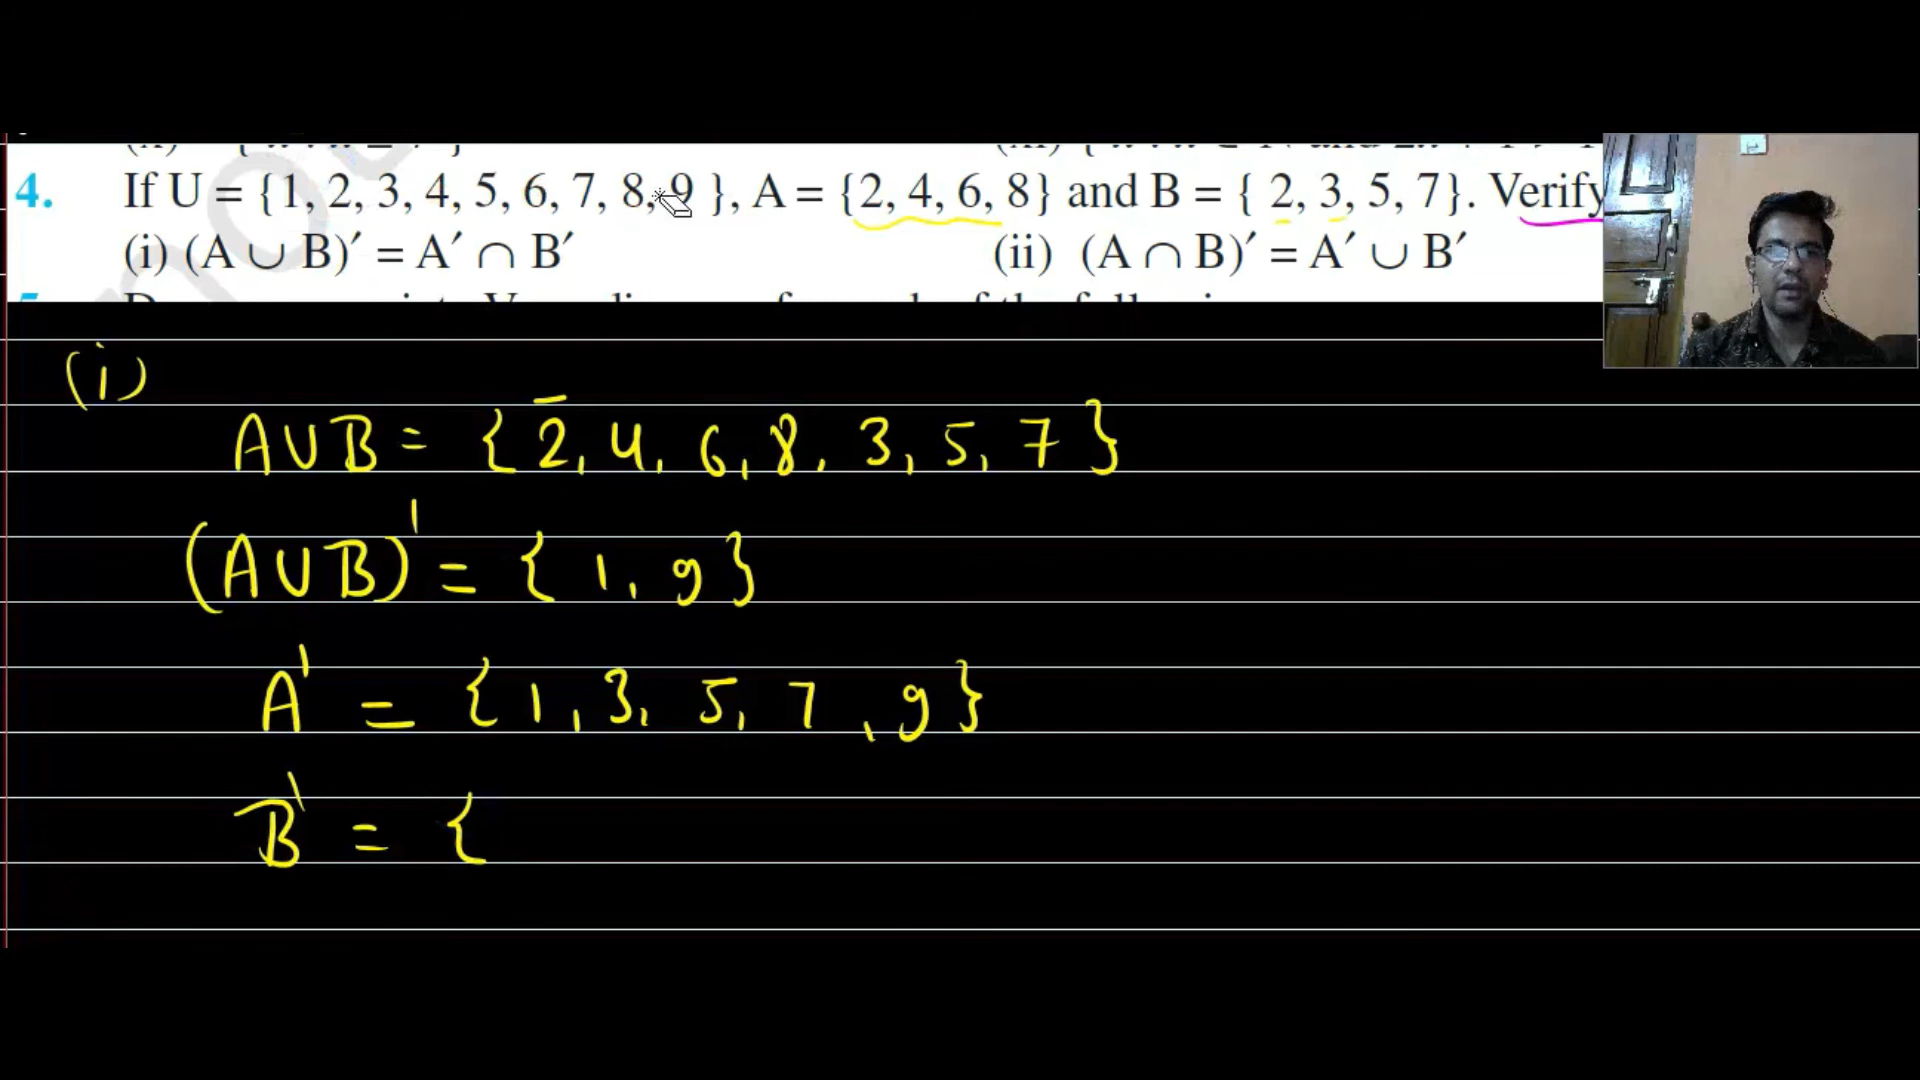 4. If U = {1, 2, 3, 4, 5, 6, 7, 8, 9 }, A = {2, 4, 6, 8} and B = { 2, 3, 5, 7}. Verify
(i) (A ∪ B)′ = A′ ∩ B′ (ii) (A ∩ B)′ = A′ ∪ B′
(i)
A∪B = { 2, 4, 6, 8, 3, 5, 7 }
(A∪B)' = { 1, 9 }
A' = { 1, 3, 5, 7, 9 }
B' = {